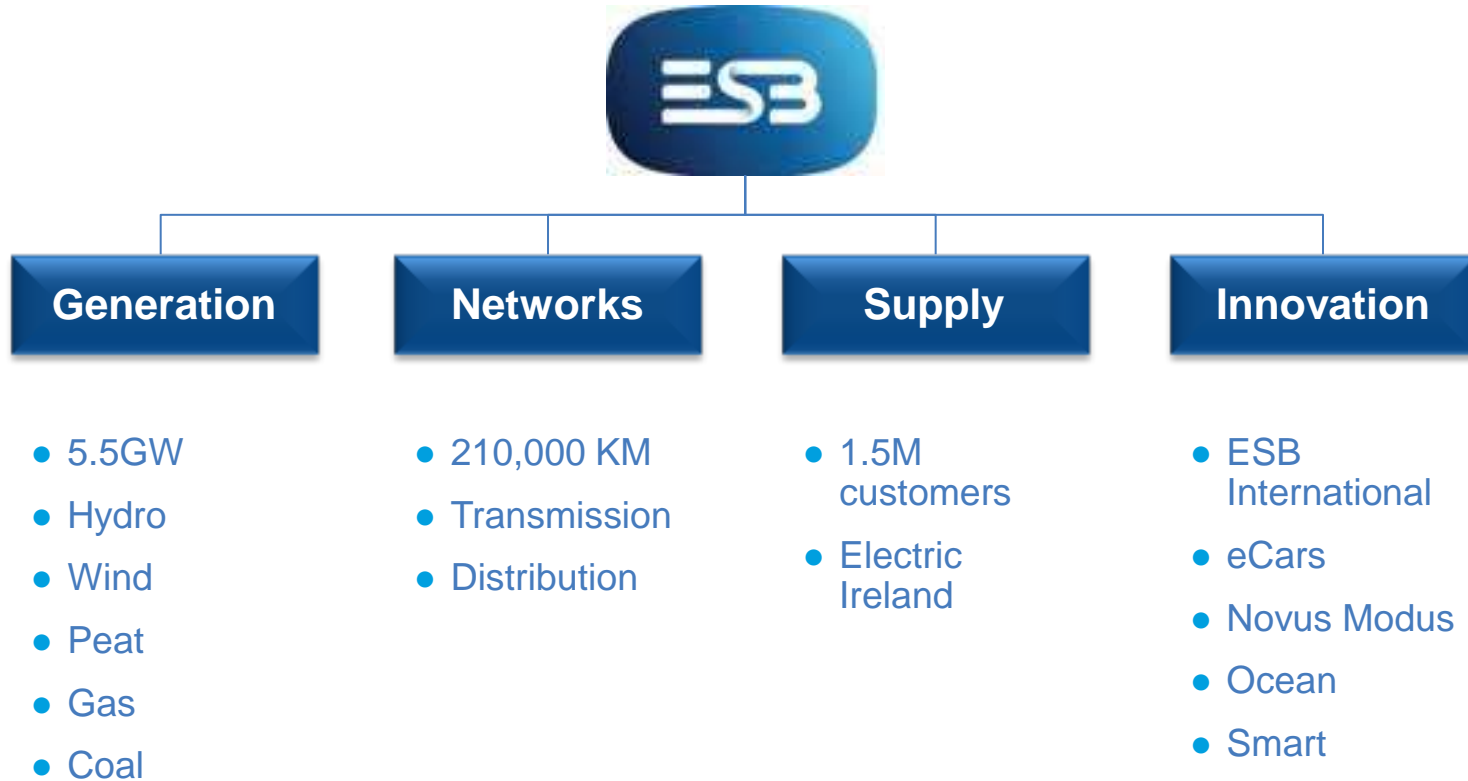 ESB
Generation
Networks
Supply
Innovation
5.5GW
Hydro
Wind
Peat
Gas
Coal
210,000 KM
Transmission
Distribution
1.5M
customers
Electric
Ireland
ESB
International
eCars
Novus Modus
Ocean
Smart